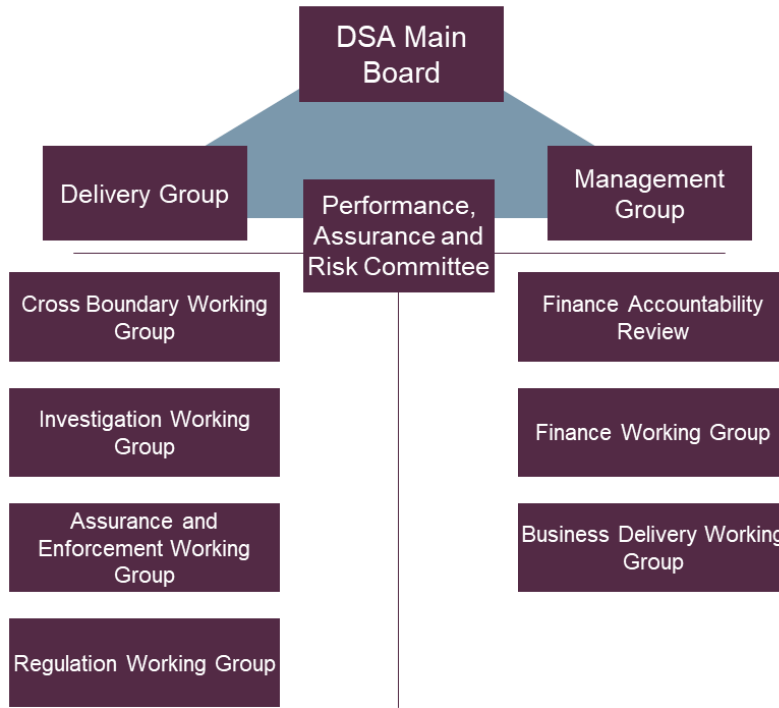 DSA Main
Board
Delivery Group
Management
Group
Performance,
Assurance and
Risk Committee
Cross Boundary Working
Group
Finance Accountability
Review
Investigation Working
Group
Finance Working Group
Assurance and
Enforcement Working
Group
Business Delivery Working
Group
Regulation Working Group